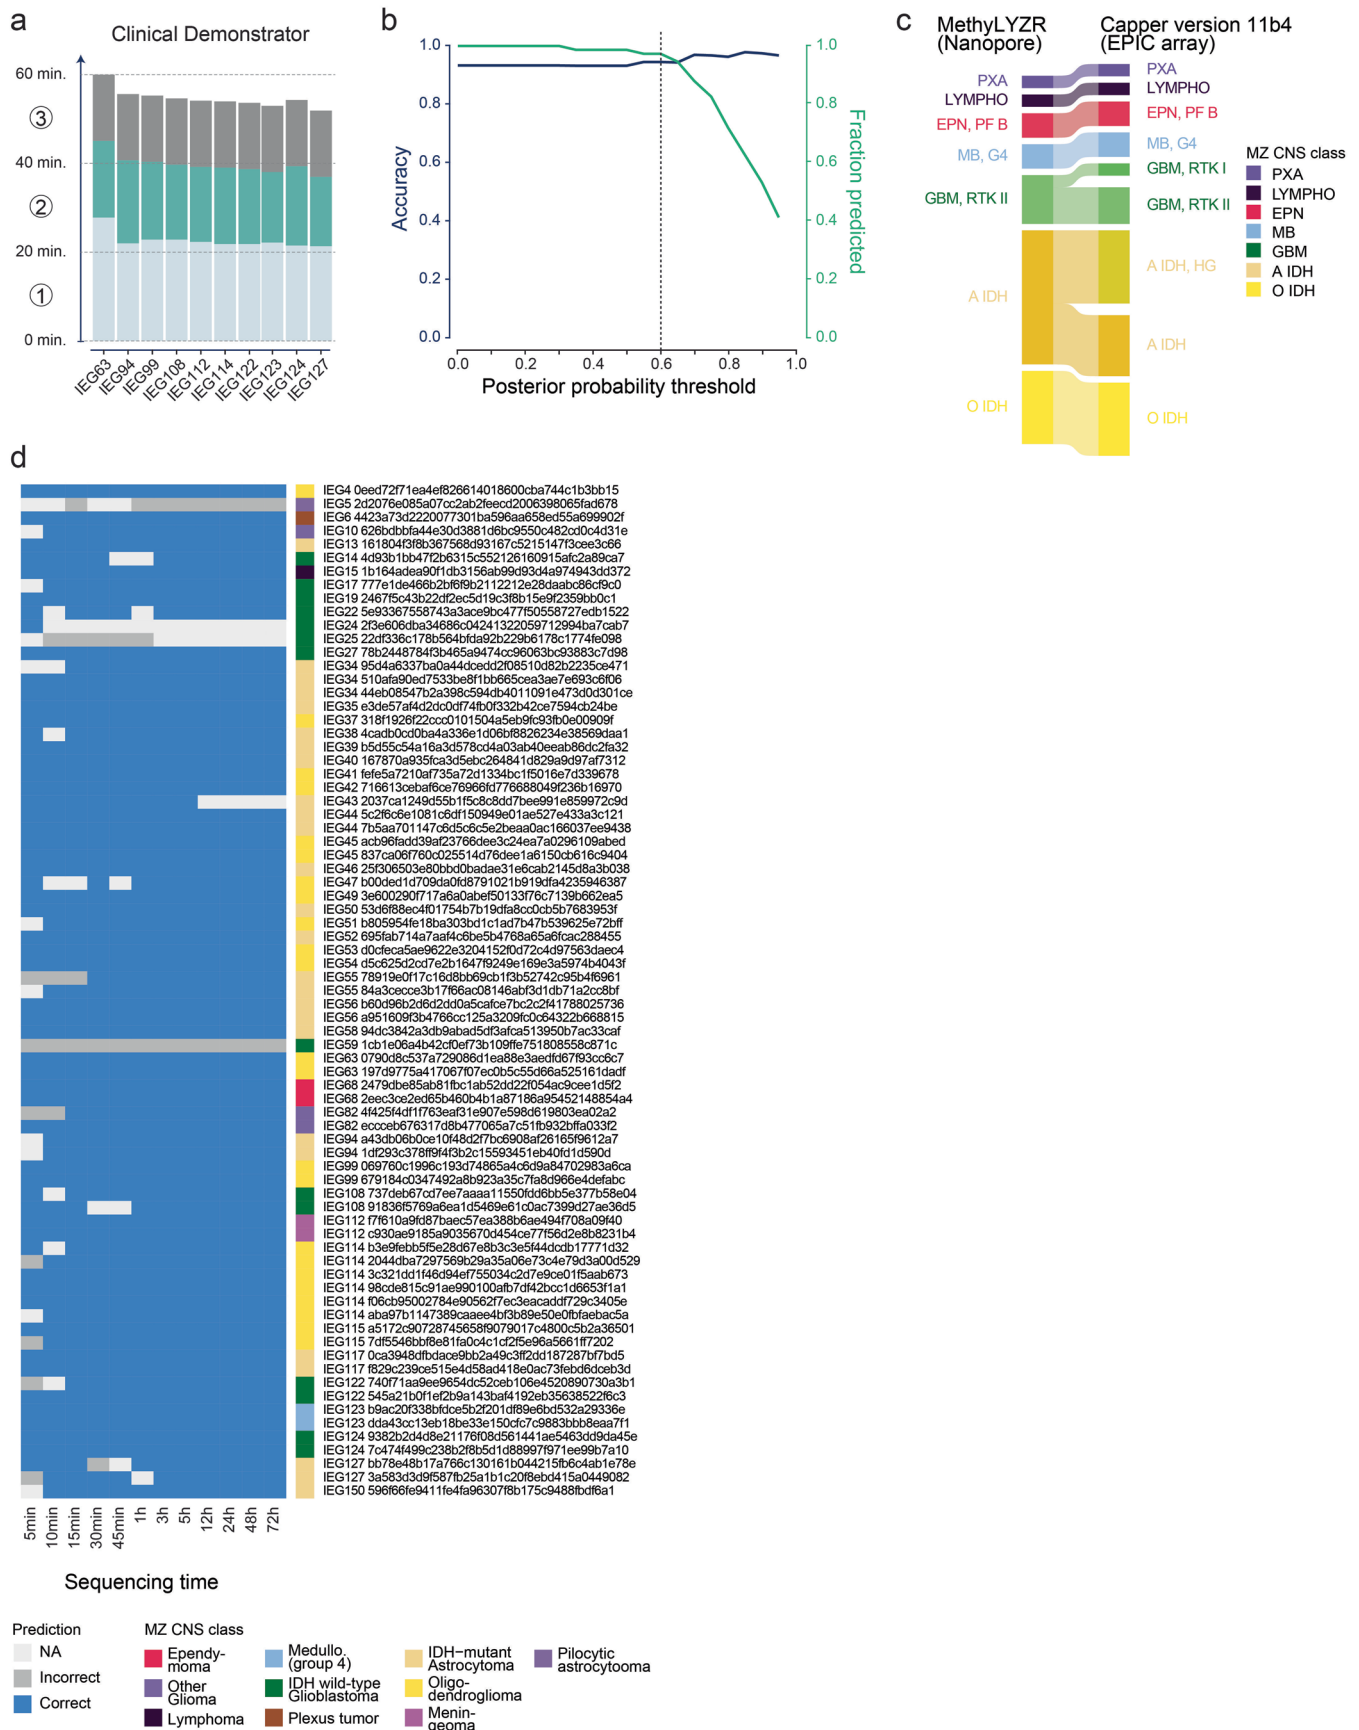 a
Clinical Demonstrator
60 min.
40 min.
20 min.
0 min.
3
2
1
IEG63
IEG94
IEG99
IEG108
IEG112
IEG114
IEG122
IEG123
IEG124
IEG127
b
1.0
0.8
0.6
0.4
0.2
0.0
Accuracy
1.0
0.8
0.6
0.4
0.2
0.0
Fraction predicted
0.0
0.2
0.4
0.6
0.8
1.0
Posterior probability threshold
c
MethyLYZR
(Nanopore)
Capper version 11b4
(EPIC array)
PXA
LYMPHO
EPN, PF B
MB, G4
GBM, RTK II
A IDH
O IDH
PXA
LYMPHO
EPN, PF B
MB, G4
GBM, RTK I
GBM, RTK II
A IDH, HG
A IDH
O IDH
MZ CNS class
PXA
LYMPHO
EPN
MB
GBM
A IDH
O IDH
d
IEG4 0eed72f71ea4ef826614018600cba744c1b3bb15
IEG5 2d2076e085a07cc2ab2feecd2006398065fad678
IEG6 4423a73d2220077301ba596aa658ed55a699902f
IEG10 626bdbbfa44e30d3881d6bc9550c482cd0c4d31e
IEG13 161804f3f8b367568d93167c5215147f3cee3c66
IEG14 4d93b1bb47f2b6315c552126160915afc2a89ca7
IEG15 1b164adea90f1db3156ab99d93d4a974943dd372
IEG17 777e1de466b2bf6f9b2112212e28daabc86cf9c0
IEG19 2467f5c43b22df2ec5d19c3f8b15e9f2359bb0c1
IEG22 5e93367558743a3ace9bc477f50558727edb1522
IEG24 2f3e606dba34686c04241322059712994ba7cab7
IEG25 22df336c178b564bfda92b229b6178c1774fe098
IEG27 78b2448784f3b465a9474cc96063bc93883c7d98
IEG34 95d4a6337ba0a44dcedd2f08510d82b2235ce471
IEG34 510afa90ed7533be8f1bb665cea3ae7e693c6f06
IEG34 44eb08547b2a398c594db4011091e473d0d301ce
IEG35 e3de57af4d2dc0df74fb0f332b42ce7594cb24be
IEG37 318f1926f22ccc0101504a5eb9fc93fb0e00909f
IEG38 4cadb0cd0ba4a336e1d06bf8826234e38569daa1
IEG39 b5d55c54a16a3d578cd4a03ab40eeab86dc2fa32
IEG40 167870a935fca3d5ebc264841d829a9d97af7312
IEG41 fefe5a7210af735a72d1334bc1f5016e7d339678
IEG42 716613cebaf6ce76966fd776688049f236b16970
IEG43 2037ca1249d55b1f5c8c8dd7bee991e859972c9d
IEG44 5c2f6c6e1081c6df150949e01ae527e433a3c121
IEG44 7b5aa701147c6d5c6c5e2beaa0ac166037ee9438
IEG45 acb96fadd39af23766dee3c24ea7a0296109abed
IEG45 837ca06f760c025514d76dee1a6150cb616c9404
IEG46 25f306503e80bbd0badae31e6cab2145d8a3b038
IEG47 b00ded1d709da0fd8791021b919dfa4235946387
IEG49 3e600290f717a6a0abef50133f76c7139b662ea5
IEG50 53d6f88ec4f01754b7b19dfa8cc0cb5b7683953f
IEG51 b805954fe18ba303bd1c1ad7b47b539625e72bff
IEG52 695fab714a7aaf4c6be5b4768a65a6fcac288455
IEG53 d0cfeca5ae9622e3204152f0d72c4d97563daec4
IEG54 d5c625d2cd7e2b1647f9249e169e3a5974b4043f
IEG55 78919e0f17c16d8bb69cb1f3b52742c95b4f6961
IEG55 84a3cecce3b17f66ac08146abf3d1db71a2cc8bf
IEG56 b60d96b2d6d2dd0a5cafce7bc2c2f41788025736
IEG56 a951609f3b4766cc125a3209fc0c64322b668815
IEG58 94dc3842a3db9abad5df3afca513950b7ac33caf
IEG59 1cb1e06a4b42cf0ef73b109ffe751808558c871c
IEG63 0790d8c537a729086d1ea88e3aedfd67f93cc6c7
IEG63 197d9775a417067f07ec0b5c55d66a525161dadf
IEG68 2479dbe85ab81fbc1ab52dd22f054ac9cee1d5f2
IEG68 2eec3ce2ed65b460b4b1a87186a95452148854a4
IEG82 4f425f4df1f763eaf31e907e598d619803ea02a2
IEG82 eccceb676317d8b477065a7c51fb932bffa033f2
IEG94 a43db06b0ce10f48d2f7bc6908af26165f9612a7
IEG94 1df293c378ff9f4f3b2c15593451eb40fd1d590d
IEG99 069760c1996c193d74865a4c6d9a84702983a6ca
IEG99 679184c0347492a8b923a35c7fa8d966e4defabc
IEG108 737deb67cd7ee7aaaa11550fdd6bb5e377b58e04
IEG108 91836f5769a6ea1d5469e61c0ac7399d27ae36d5
IEG112 f7f610a9fd87baec57ea388b6ae494f708a09f40
IEG112 c930ae9185a9035670d454ce77f56d2e8b8231b4
IEG114 b3e9febb5f5e28d67e8b3c3e5f44dcdb17771d32
IEG114 2044dba7297569b29a35a06e73c4e79d3a00d529
IEG114 3c321dd1f46d94ef755034c2d7e9ce01f5aab673
IEG114 98cde815c91ae990100afb7df42bcc1d6653f1a1
IEG114 f06cb95002784e90562f7ec3eacaddf729c3405e
IEG114 aba97b1147389caaee4bf3b89e50e0fbfaebac5a
IEG115 a5172c90728745658f9079017c4800c5b2a36501
IEG115 7df5546bbf8e81fa0c4c1cf2f5e96a5661ff7202
IEG117 0ca3948dfbdace9bb2a49c3ff2dd187287bf7bd5
IEG117 f829c239ce515e4d58ad418e0ac73febd6dceb3d
IEG122 740f71aa9ee9654dc52ceb106e4520890730a3b1
IEG122 545a21b0f1ef2b9a143baf4192eb35638522f6c3
IEG123 b9ac20f338bfdce5b2f201df89e6bd532a29336e
IEG123 dda43cc13eb18be33e150cfc7c9883bbb8eaa7f1
IEG124 9382b2d4d8e21176f08d561441ae5463dd9da45e
IEG124 7c474f499c238b2f8b5d1d88997f971ee99b7a10
IEG127 bb78e48b17a766c130161b044215fb6c4ab1e78e
IEG127 3a583d3d9f587fb25a1b1c20f8ebd415a0449082
IEG150 596f66fe9411fe4fa96307f8b175c9488fbdf6a1
5min
10min
15min
30min
45min
1h
3h
5h
12h
24h
48h
72h
Sequencing time
Prediction
NA
Incorrect
Correct
MZ CNS class
Ependy-
moma
Other
Glioma
Lymphoma
Medullo.
(group 4)
IDH wild-type
Glioblastoma
Plexus tumor
IDH−mutant
Astrocytoma
Oligo-
dendroglioma
Menin-
geoma
Pilocytic
astrocytooma